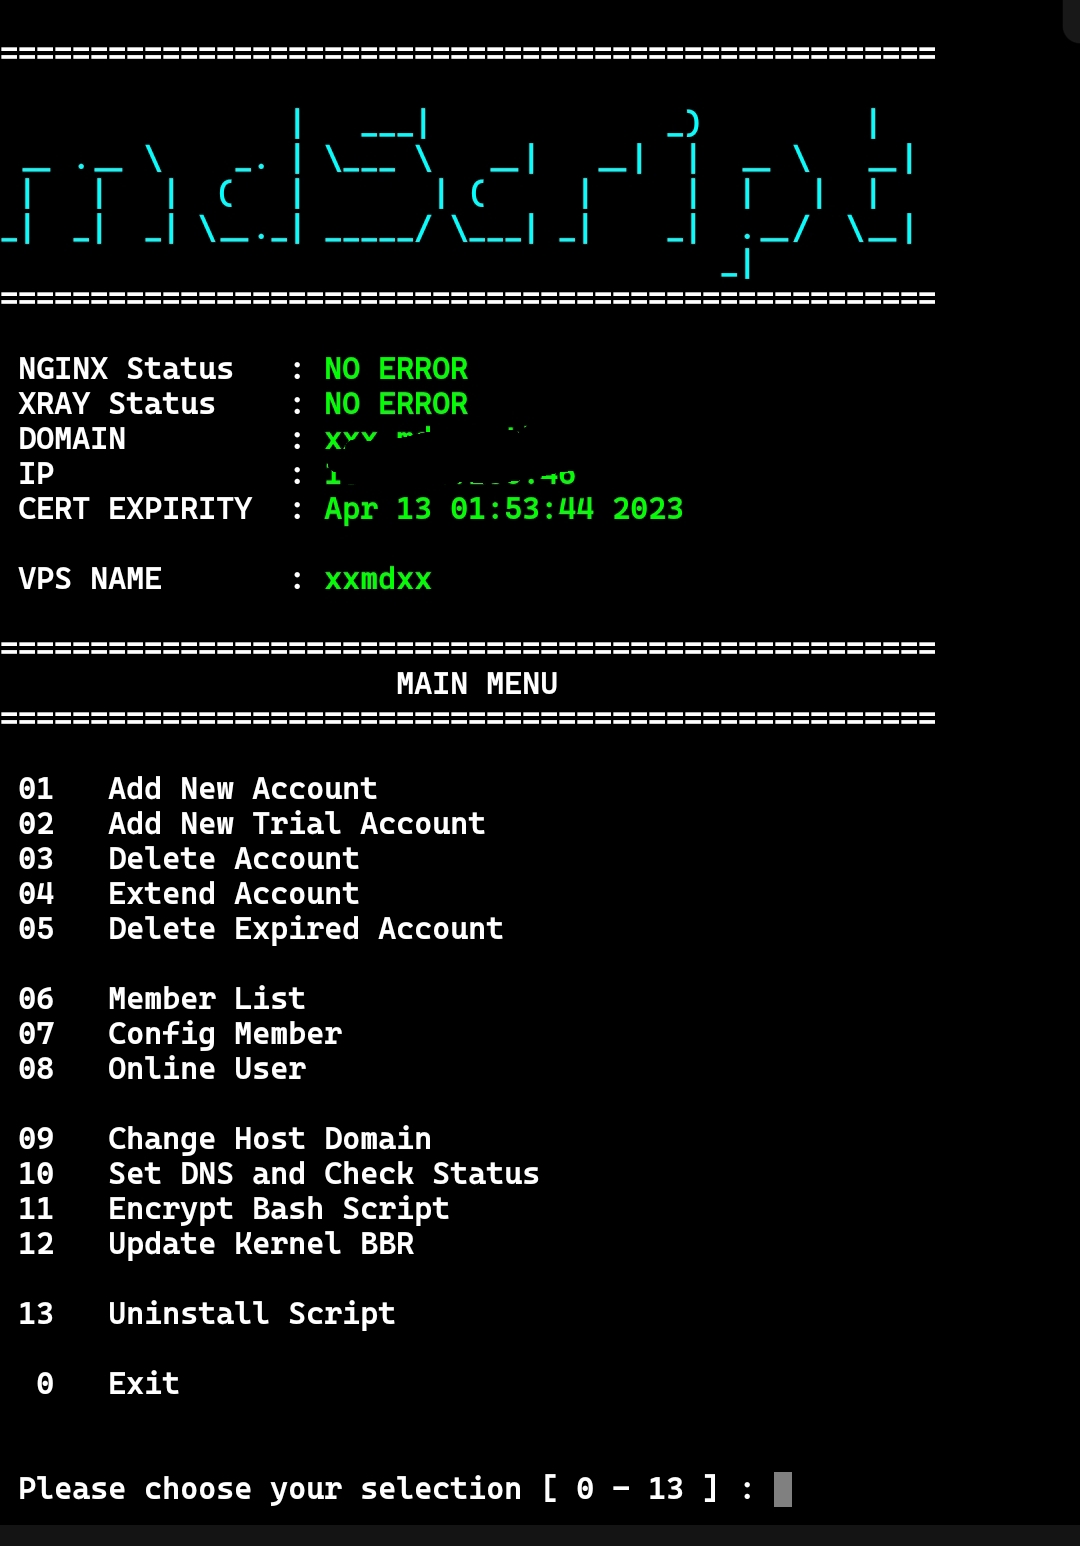 mdScript
NGINX Status : NO ERROR
XRAY Status : NO ERROR
DOMAIN :
IP :
CERT EXPIRITY : Apr 13 01:53:44 2023
VPS NAME : xxmdxx
MAIN MENU
01 Add New Account
02 Add New Trial Account
03 Delete Account
04 Extend Account
05 Delete Expired Account
06 Member List
07 Config Member
08 Online User
09 Change Host Domain
10 Set DNS and Check Status
11 Encrypt Bash Script
12 Update Kernel BBR
13 Uninstall Script
0 Exit
Please choose your selection [ 0 - 13 ] :